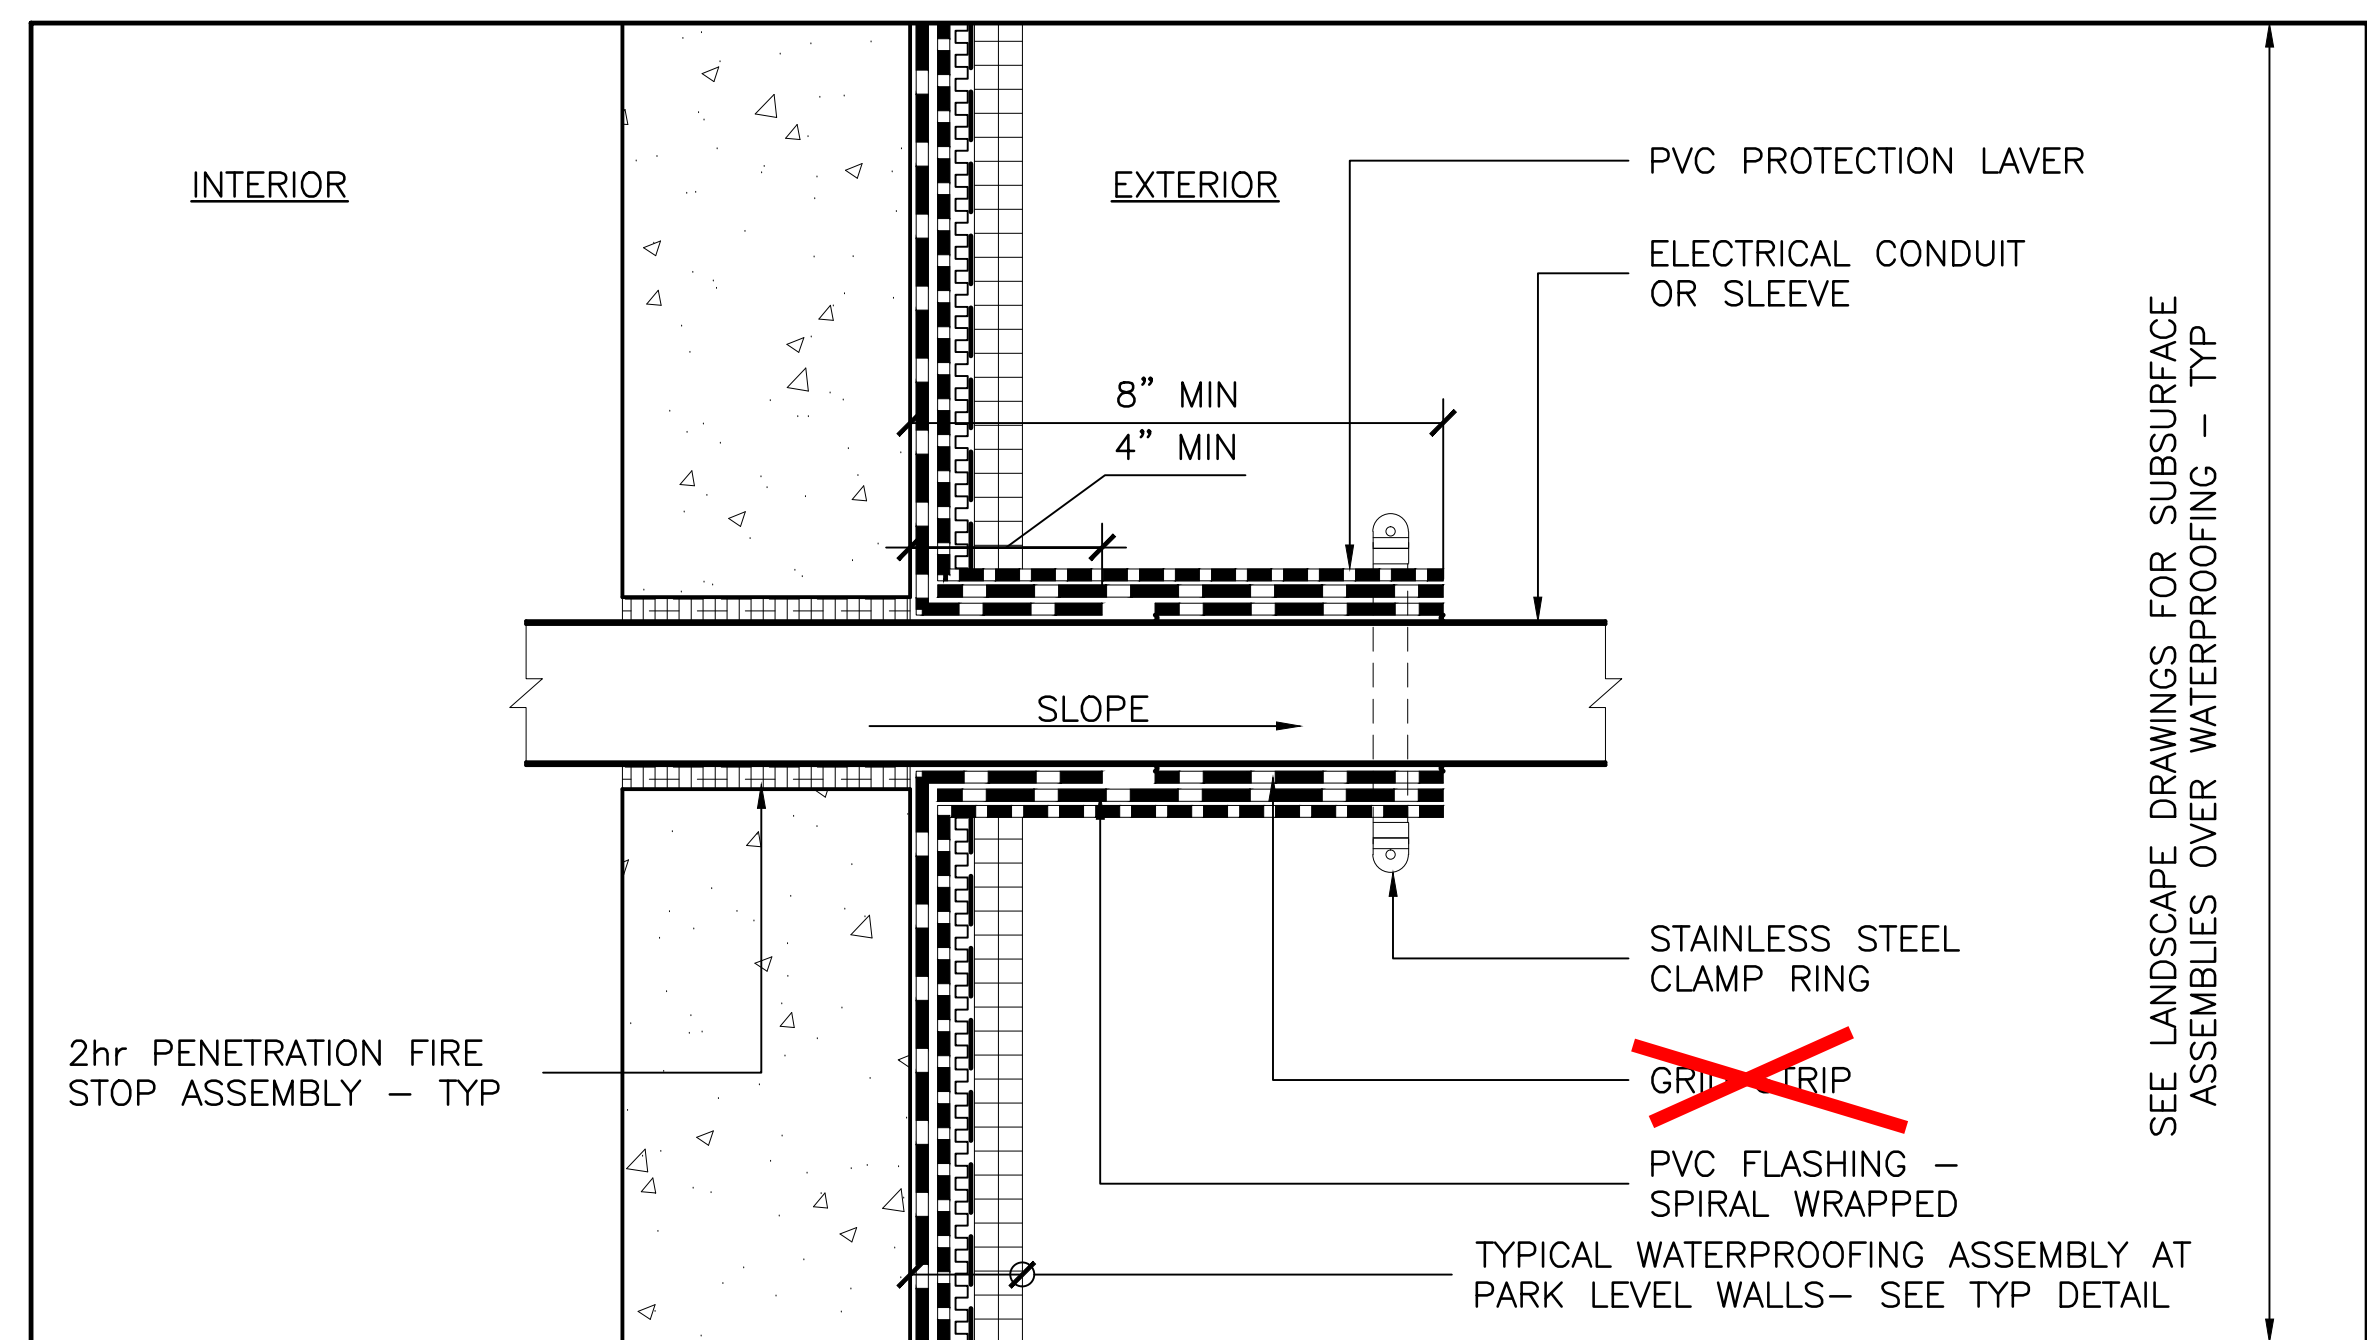 INTERIOR
EXTERIOR
PVC PROTECTION LAVER
ELECTRICAL CONDUIT
OR SLEEVE
8” MIN
4” MIN
SLOPE
STAINLESS STEEL
CLAMP RING
2hr PENETRATION FIRE
STOP ASSEMBLY – TYP
PVC FLASHING –
SPIRAL WRAPPED
TYPICAL WATERPROOFING ASSEMBLY AT
PARK LEVEL WALLS– SEE TYP DETAIL
SEE LANDSCAPE DRAWINGS FOR SUBSURFACE
ASSEMBLIES OVER WATERPROOFING – TYP